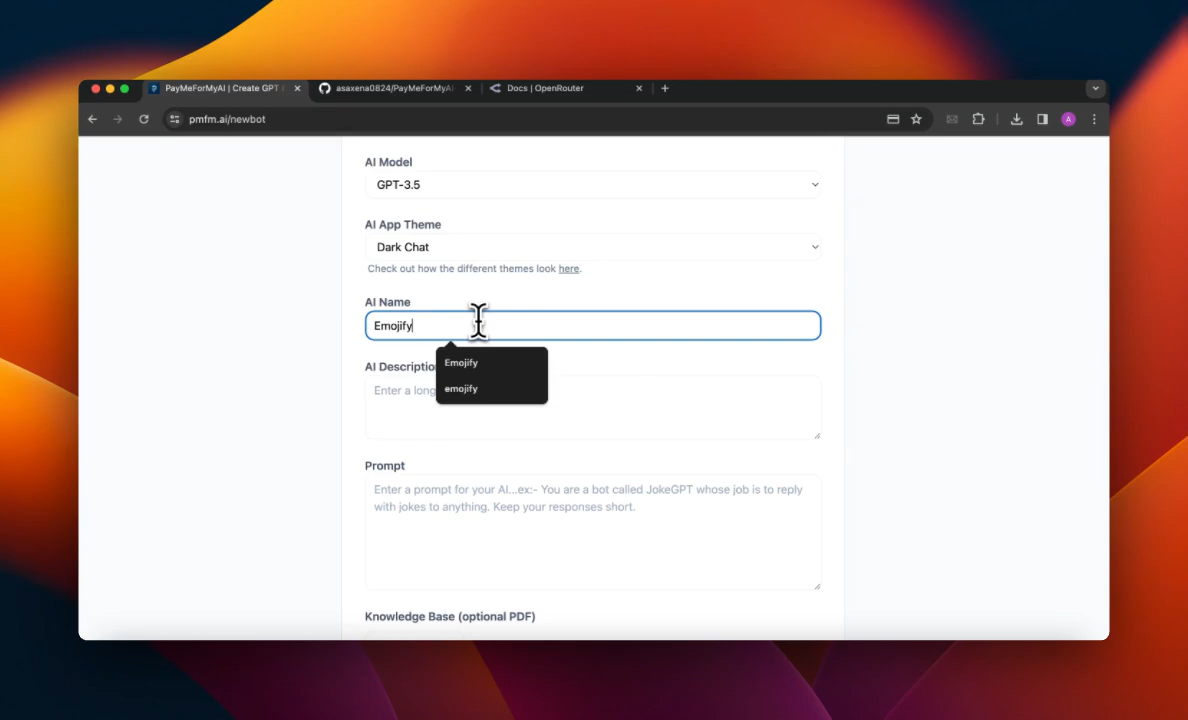 PayMeForMyAI | Create GPT
asaxena0824/PayMeForMyAI
Docs | OpenRouter
pmfm.ai/newbot
A
AI Model
GPT-3.5
AI App Theme
Dark Chat
Check out how the different themes look here.
AI Name
Emojify
Emojify
emojify
AI Descriptio
Enter a long
Prompt
Enter a prompt for your AI...ex:- You are a bot called JokeGPT whose job is to reply
with jokes to anything. Keep your responses short.
Knowledge Base (optional PDF)